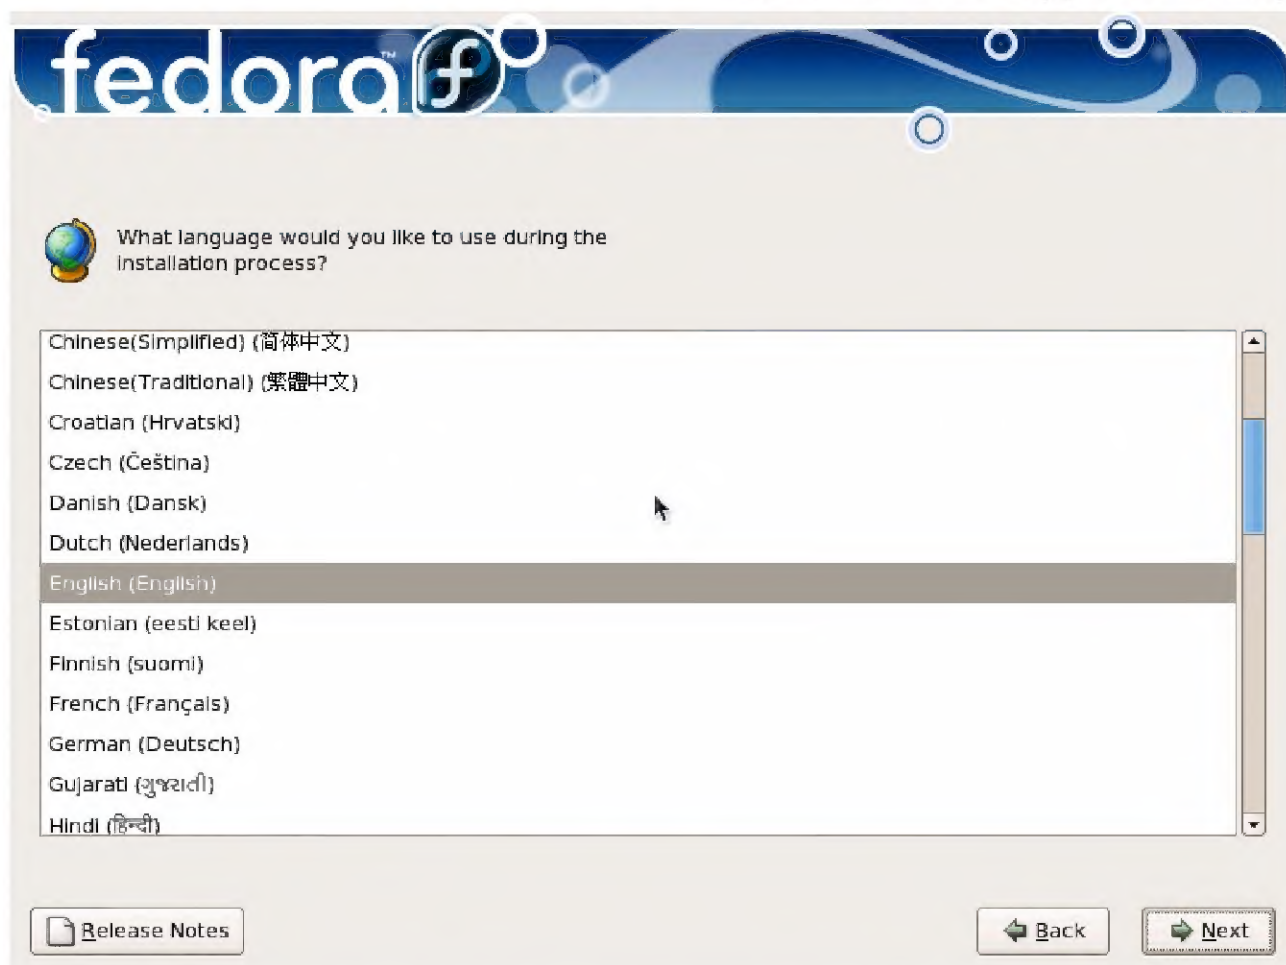 fedora™
What language would you like to use during the
installation process?
Chinese(Simplified) (简体中文)
Chinese(Traditional) (繁體中文)
Croatian (Hrvatski)
Czech (Čeština)
Danish (Dansk)
Dutch (Nederlands)
English (English)
Estonian (eesti keel)
Finnish (suomi)
French (Français)
German (Deutsch)
Gujarati (ગુજરાતી)
Hindi (हिन्दी)
Release Notes
Back
Next